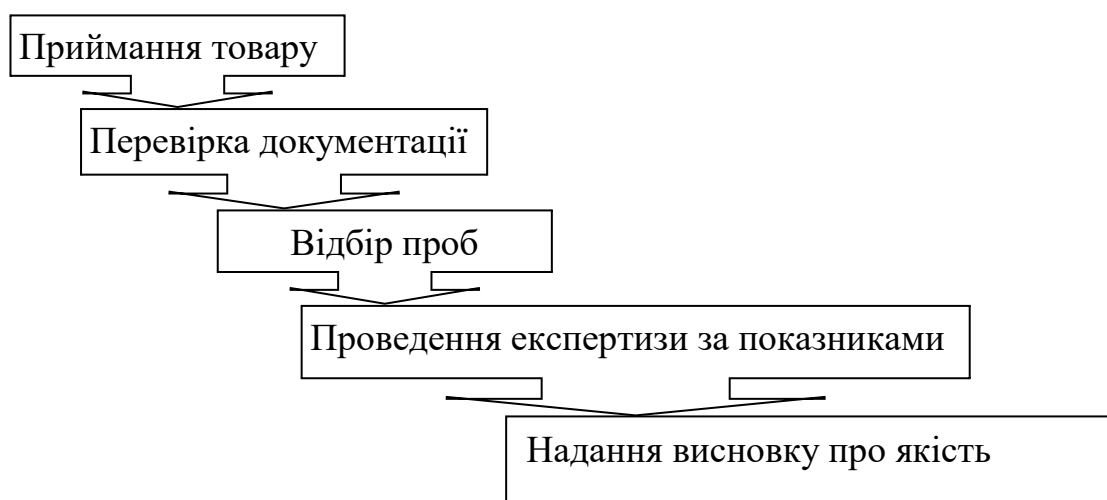 Приймання товару
Перевірка документації
Відбір проб
Проведення експертизи за показниками
Надання висновку про якість